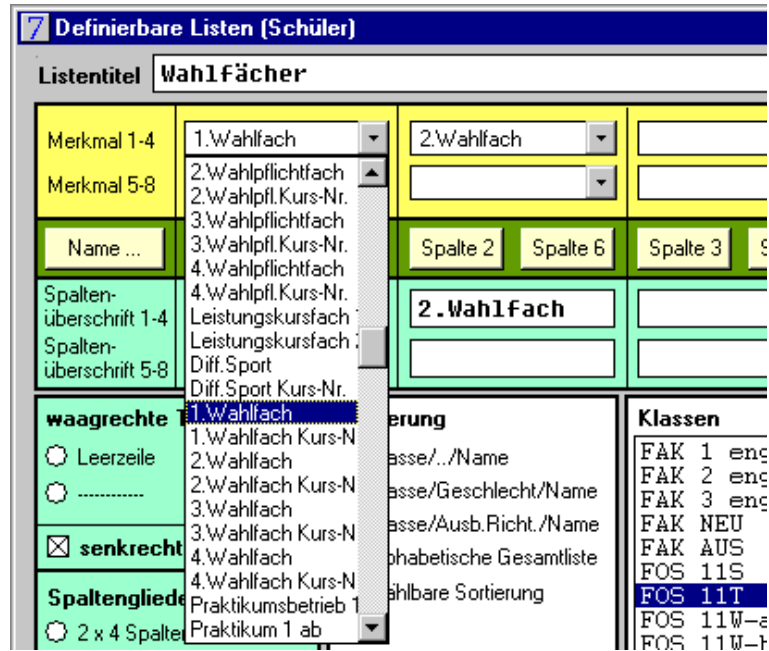 7 Definierbare Listen (Schüler)
Listentitel Wahlfächer
Merkmal 1-4 1.Wahlfach 2.Wahlfach
Merkmal 5-8
2.Wahlpflichtfach
2.Wahlpfl.Kurs-Nr.
3.Wahlpflichtfach
3.Wahlpfl.Kurs-Nr.
4.Wahlpflichtfach
4.Wahlpfl.Kurs-Nr.
Leistungskursfach
Leistungskursfach
Diff.Sport
Diff.Sport Kurs-Nr.
1.Wahlfach
1.Wahlfach Kurs-N
2.Wahlfach
2.Wahlfach Kurs-N
3.Wahlfach
3.Wahlfach Kurs-N
4.Wahlfach
4.Wahlfach Kurs-N
Praktikumsbetrieb 1
Praktikum 1 ab
Name ... Spalte 2 Spalte 6 Spalte 3
Spalten-
überschrift 1-4 2.Wahlfach
Spalten-
überschrift 5-8
waagrechte
Leerzeile
------------
senkrecht
Spaltenglied
2 x 4 Spalte
erung
asse/../Name
asse/Geschlecht/Name
asse/Ausb.Richt./Name
phabetische Gesamtliste
ählbare Sortierung
Klassen
FAK 1 eng
FAK 2 eng
FAK 3 eng
FAK NEU
FAK AUS
FOS 11S
FOS 11T
FOS 11W-a
FOS 11W-h